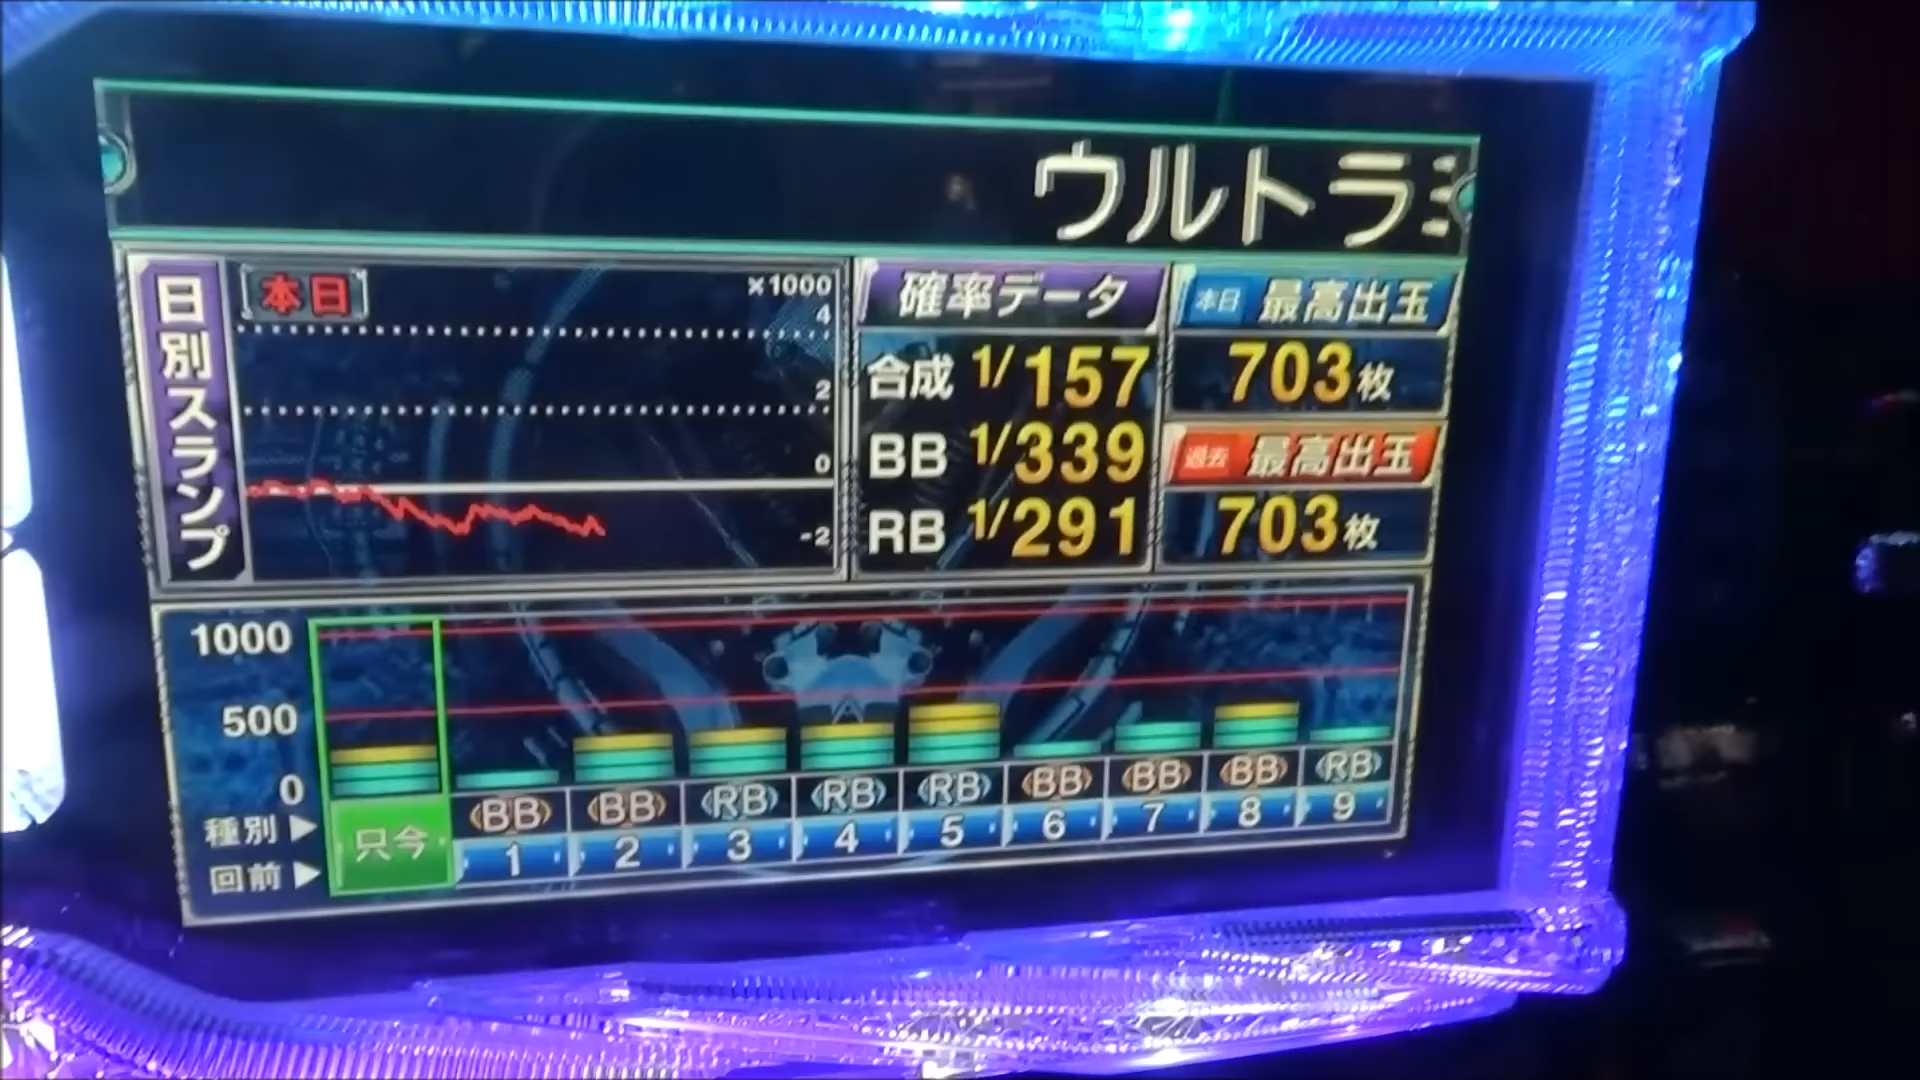 ウルトラ
日別スランプ
本日
×1000
4
2
0
-2
確率データ
合成 1/157
BB 1/339
RB 1/291
本日 最高出玉
703枚
過去 最高出玉
703枚
1000
500
0
種別▶ BB BB RB RB RB BB BB BB RB
回前▶ 只今 1 2 3 4 5 6 7 8 9